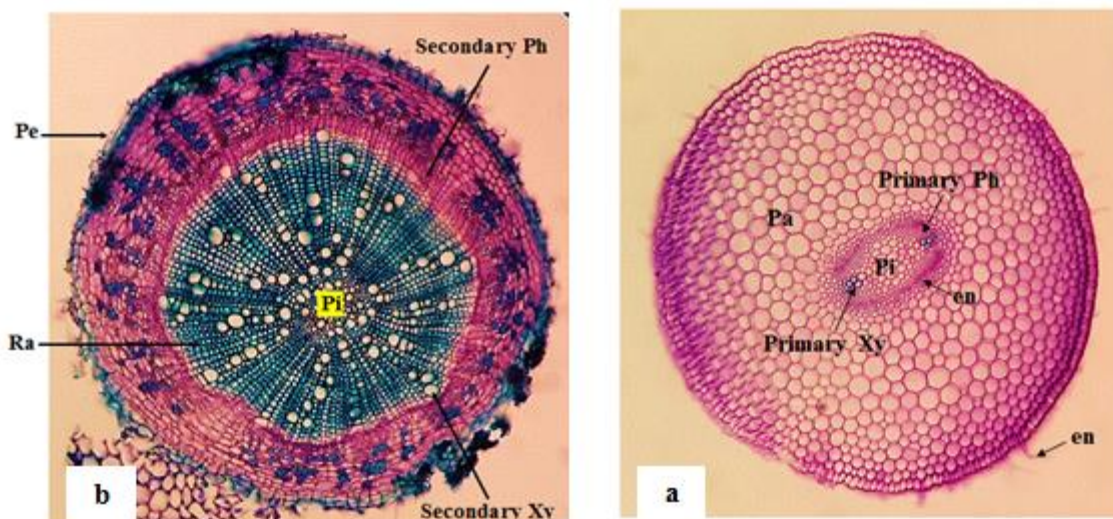 Secondary Ph
Pe
Pi
Ra
b
Secondary Xy
Primary Ph
Pa
Pi
en
Primary Xy
en
a